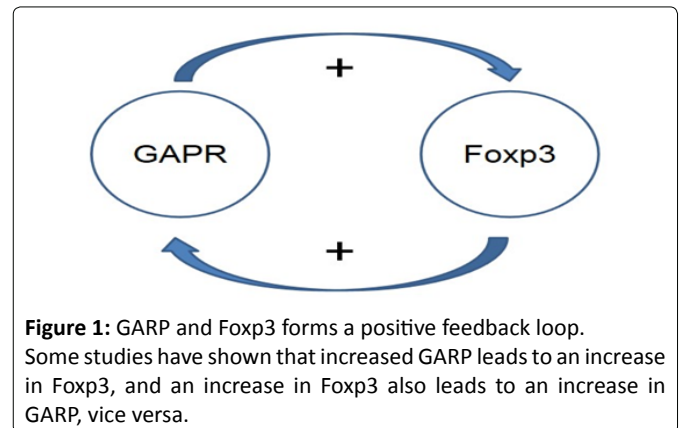 +
GAPR Foxp3
+
Figure 1: GARP and Foxp3 forms a positive feedback loop.
Some studies have shown that increased GARP leads to an increase
in Foxp3, and an increase in Foxp3 also leads to an increase in
GARP, vice versa.